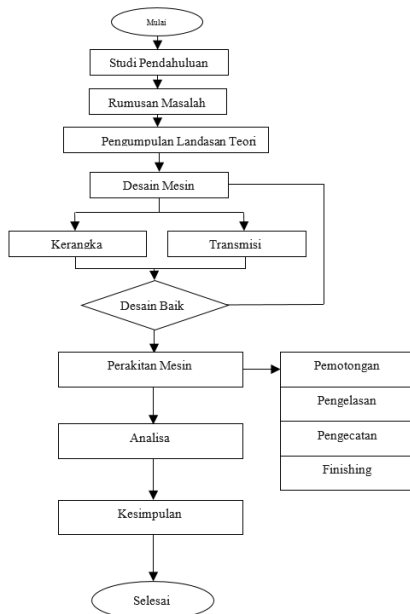 Mulai
Studi Pendahuluan
Rumusan Masalah
Pengumpulan Landasan Teori
Desain Mesin
Kerangka
Transmisi
Desain Baik
Perakitan Mesin
Pemotongan
Pengelasan
Pengecatan
Finishing
Analisa
Kesimpulan
Selesai